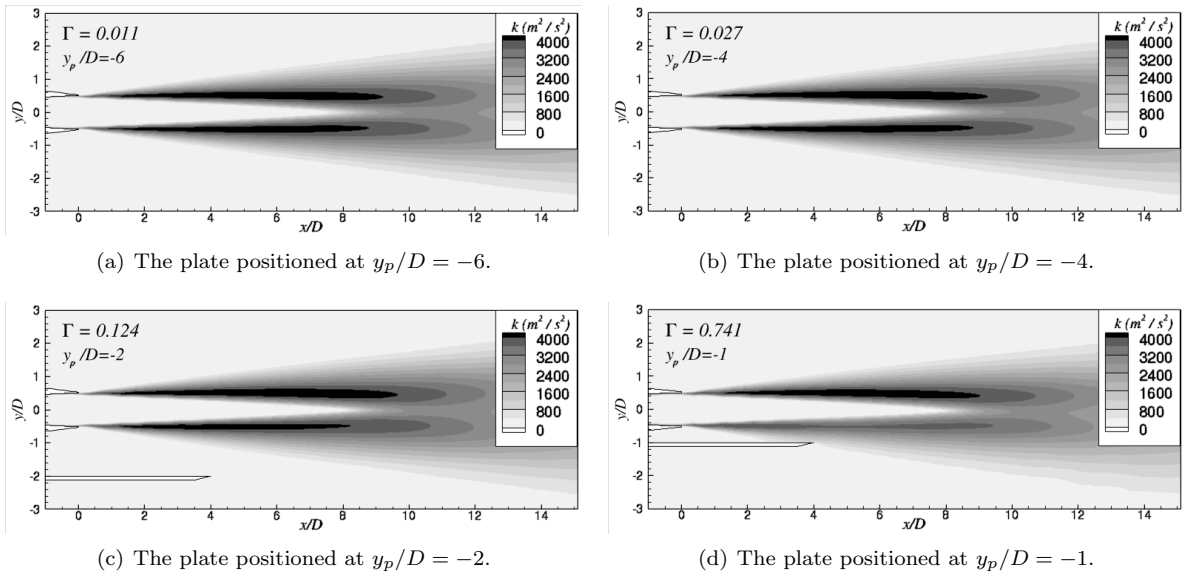 3
2
1
0
-1
-2
-3
y/D
Γ = 0.011
y_p /D=-6
k (m² / s²)
4000
3200
2400
1600
800
0
0 2 4 6 8 10 12 14
x/D
(a) The plate positioned at y_p/D = −6.
3
2
1
0
-1
-2
-3
y/D
Γ = 0.027
y_p /D=-4
k (m² / s²)
4000
3200
2400
1600
800
0
0 2 4 6 8 10 12 14
x/D
(b) The plate positioned at y_p/D = −4.
3
2
1
0
-1
-2
-3
y/D
Γ = 0.124
y_p /D=-2
k (m² / s²)
4000
3200
2400
1600
800
0
0 2 4 6 8 10 12 14
x/D
(c) The plate positioned at y_p/D = −2.
3
2
1
0
-1
-2
-3
y/D
Γ = 0.741
y_p /D=-1
k (m² / s²)
4000
3200
2400
1600
800
0
0 2 4 6 8 10 12 14
x/D
(d) The plate positioned at y_p/D = −1.